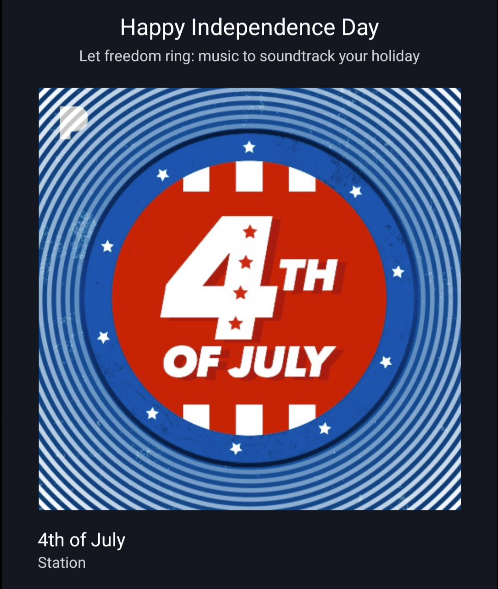 Happy Independence Day
Let freedom ring: music to soundtrack your holiday
P
4TH
OF JULY
4th of July
Station